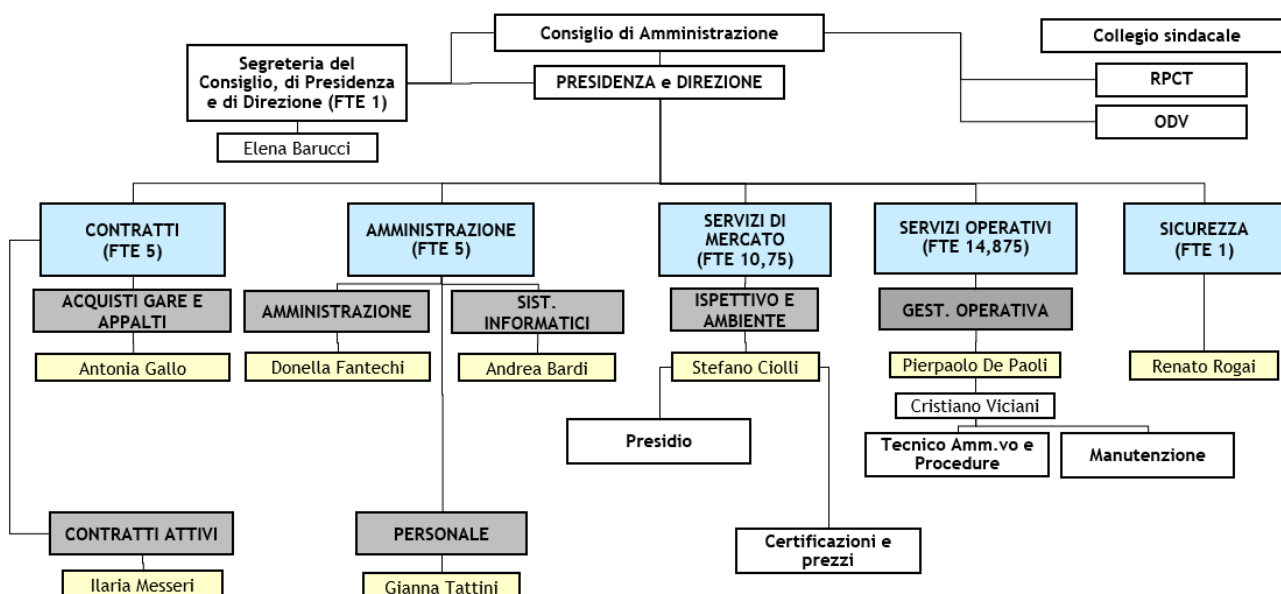 Consiglio di Amministrazione
Collegio sindacale
Segreteria del
Consiglio, di Presidenza
e di Direzione (FTE 1)
PRESIDENZA e DIREZIONE
RPCT
ODV
Elena Barucci
CONTRATTI
(FTE 5)
AMMINISTRAZIONE
(FTE 5)
SERVIZI DI
MERCATO
(FTE 10,75)
SERVIZI OPERATIVI
(FTE 14,875)
SICUREZZA
(FTE 1)
ACQUISTI GARE E
APPALTI
AMMINISTRAZIONE
SIST.
INFORMATICI
ISPETTIVO E
AMBIENTE
GEST. OPERATIVA
Antonia Gallo
Donella Fantechi
Andrea Bardi
Stefano Ciolli
Pierpaolo De Paoli
Renato Rogai
Cristiano Viciani
Presidio
Tecnico Amm.vo e
Procedure
Manutenzione
CONTRATTI ATTIVI
PERSONALE
Certificazioni e
prezzi
Ilaria Messeri
Gianna Tattini